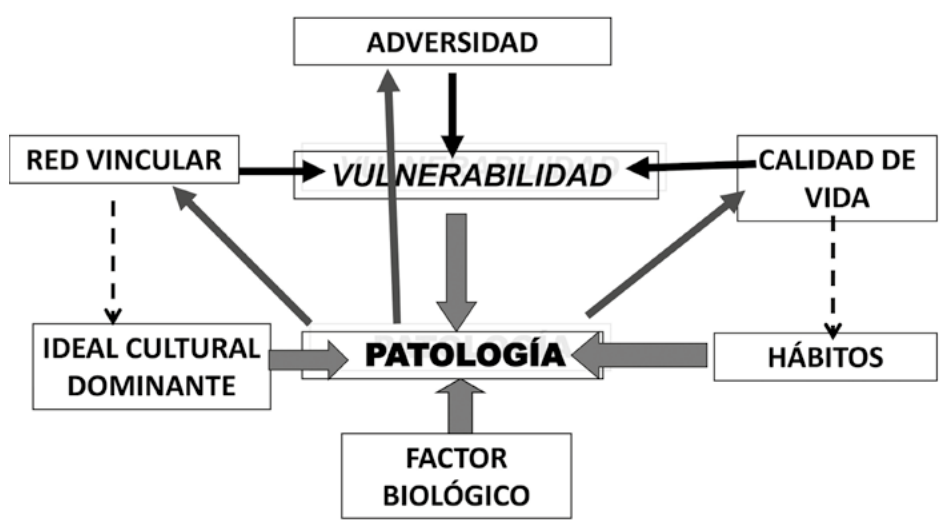 ADVERSIDAD
RED VINCULAR
VULNERABILIDAD
CALIDAD DE
VIDA
IDEAL CULTURAL
DOMINANTE
PATOLOGÍA
HÁBITOS
FACTOR
BIOLÓGICO